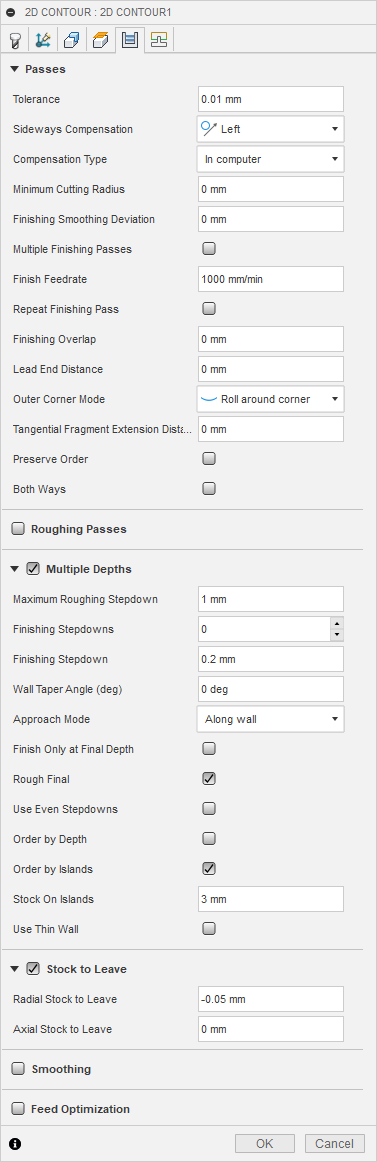 2D CONTOUR : 2D CONTOUR1
Passes
Tolerance 0.01 mm
Sideways Compensation Left
Compensation Type In computer
Minimum Cutting Radius 0 mm
Finishing Smoothing Deviation 0 mm
Multiple Finishing Passes
Finish Feedrate 1000 mm/min
Repeat Finishing Pass
Finishing Overlap 0 mm
Lead End Distance 0 mm
Outer Corner Mode Roll around corner
Tangential Fragment Extension Dista... 0 mm
Preserve Order
Both Ways
Roughing Passes
Multiple Depths
Maximum Roughing Stepdown 1 mm
Finishing Stepdowns 0
Finishing Stepdown 0.2 mm
Wall Taper Angle (deg) 0 deg
Approach Mode Along wall
Finish Only at Final Depth
Rough Final
Use Even Stepdowns
Order by Depth
Order by Islands
Stock On Islands 3 mm
Use Thin Wall
Stock to Leave
Radial Stock to Leave -0.05 mm
Axial Stock to Leave 0 mm
Smoothing
Feed Optimization
OK Cancel